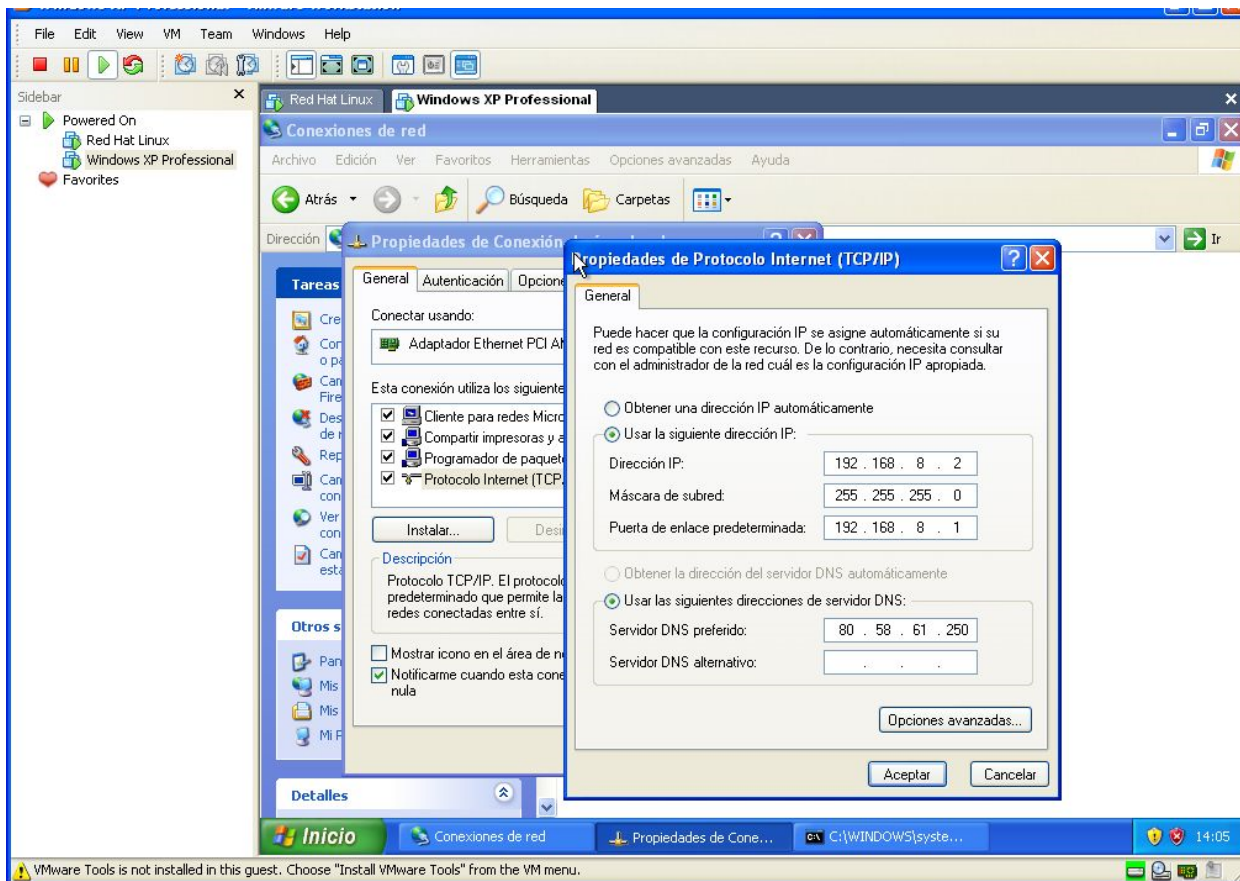 File Edit View VM Team Windows Help
Sidebar
Powered On
Red Hat Linux
Windows XP Professional
Favorites
Red Hat Linux
Windows XP Professional
Conexiones de red
Archivo Edición Ver Favoritos Herramientas Opciones avanzadas Ayuda
Atrás
Búsqueda
Carpetas
Dirección
Ir
Tareas
Otros
Detalles
Propiedades de Conexión
General
Autenticación
Conectar usando:
Adaptador Ethernet PCI
Esta conexión utiliza los
Cliente para redes
Compartir impresoras y
Programador de
Protocolo Internet
Instalar...
Descripción
Protocolo TCP/IP. El
predeterminado que permite la
redes conectadas entre sí.
Mostrar icono en el área de
Notificarme cuando esta
nula
Propiedades de Protocolo Internet (TCP/IP)
General
Puede hacer que la configuración IP se asigne automáticamente si su
red es compatible con este recurso. De lo contrario, necesita consultar
con el administrador de la red cuál es la configuración IP apropiada.
Obtener una dirección IP automáticamente
Usar la siguiente dirección IP:
Dirección IP: 192 . 168 . 8 . 2
Máscara de subred: 255 . 255 . 255 . 0
Puerta de enlace predeterminada: 192 . 168 . 8 . 1
Obtener la dirección del servidor DNS automáticamente
Usar las siguientes direcciones de servidor DNS:
Servidor DNS preferido: 80 . 58 . 61 . 250
Servidor DNS alternativo: . . .
Opciones avanzadas...
Aceptar
Cancelar
Inicio
Conexiones de red
Propiedades de Cone...
C:\WINDOWS\syste...
14:05
VMware Tools is not installed in this guest. Choose "Install VMware Tools" from the VM menu.